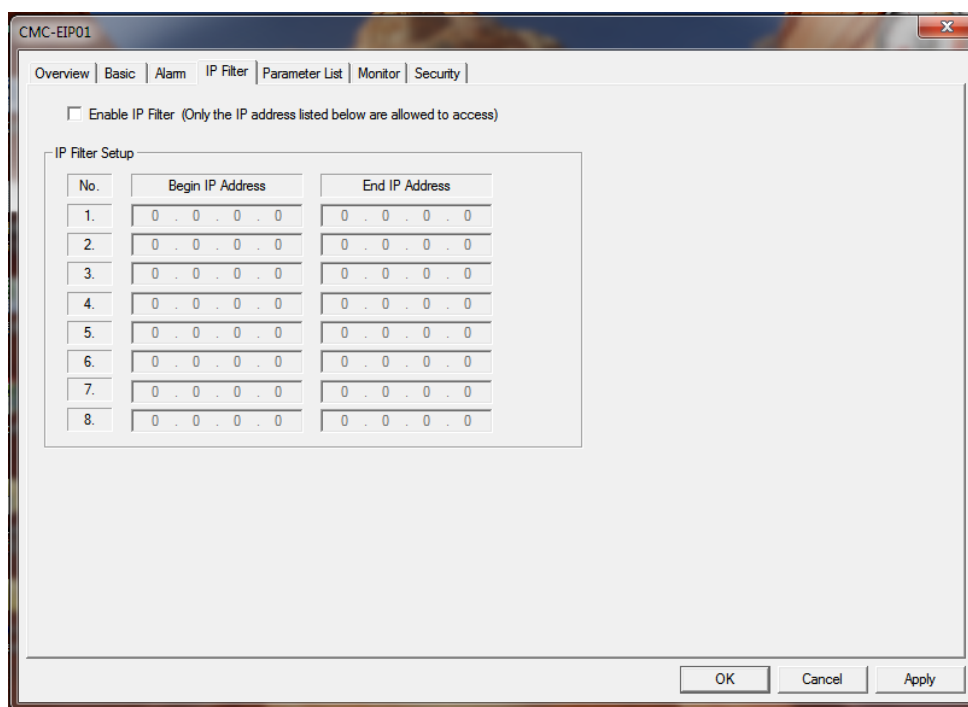 CMC-EIP01
Overview Basic Alarm IP Filter Parameter List Monitor Security
Enable IP Filter (Only the IP address listed below are allowed to access)
IP Filter Setup
No. Begin IP Address End IP Address
1. 0 . 0 . 0 . 0 0 . 0 . 0 . 0
2. 0 . 0 . 0 . 0 0 . 0 . 0 . 0
3. 0 . 0 . 0 . 0 0 . 0 . 0 . 0
4. 0 . 0 . 0 . 0 0 . 0 . 0 . 0
5. 0 . 0 . 0 . 0 0 . 0 . 0 . 0
6. 0 . 0 . 0 . 0 0 . 0 . 0 . 0
7. 0 . 0 . 0 . 0 0 . 0 . 0 . 0
8. 0 . 0 . 0 . 0 0 . 0 . 0 . 0
OK Cancel Apply